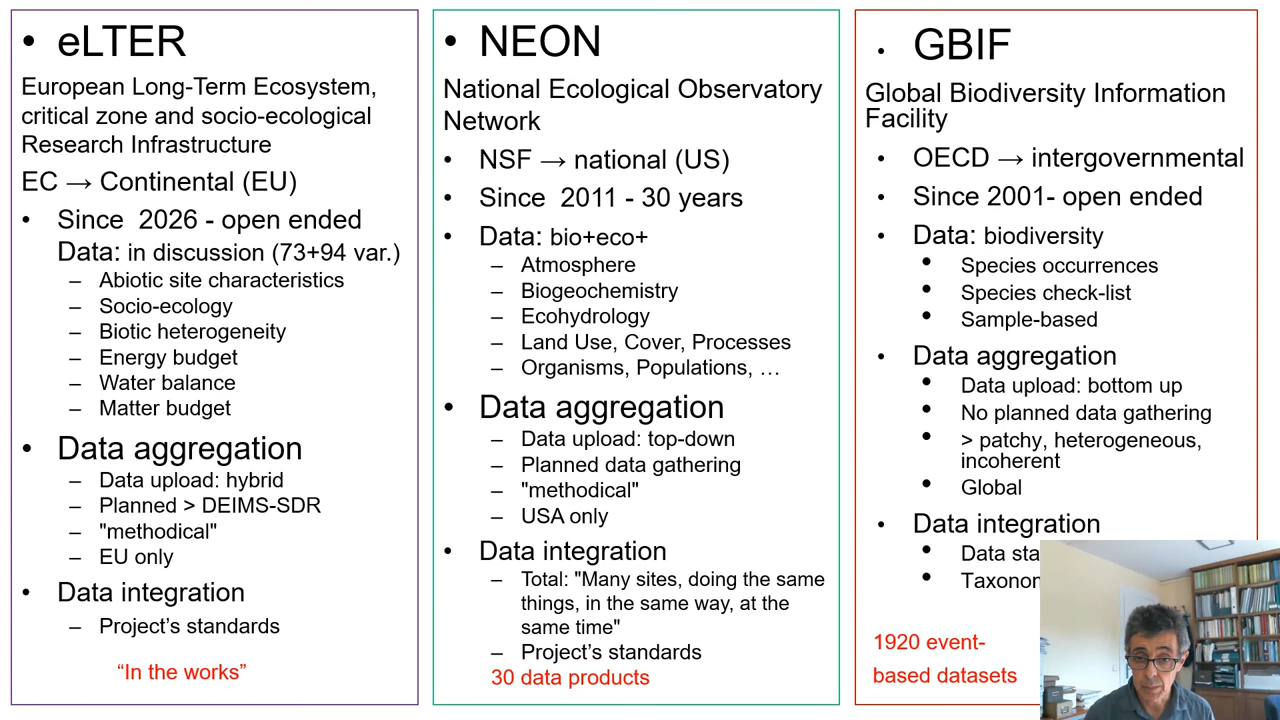 • eLTER
European Long-Term Ecosystem,
critical zone and socio-ecological
Research Infrastructure
EC → Continental (EU)
• Since 2026 - open ended
Data: in discussion (73+94 var.)
– Abiotic site characteristics
– Socio-ecology
– Biotic heterogeneity
– Energy budget
– Water balance
– Matter budget
• Data aggregation
– Data upload: hybrid
– Planned > DEIMS-SDR
– "methodical"
– EU only
• Data integration
– Project’s standards
“In the works”
• NEON
National Ecological Observatory
Network
• NSF → national (US)
• Since 2011 - 30 years
• Data: bio+eco+
– Atmosphere
– Biogeochemistry
– Ecohydrology
– Land Use, Cover, Processes
– Organisms, Populations, …
• Data aggregation
– Data upload: top-down
– Planned data gathering
– "methodical"
– USA only
• Data integration
– Total: "Many sites, doing the same
things, in the same way, at the
same time"
– Project’s standards
30 data products
• GBIF
Global Biodiversity Information
Facility
• OECD → intergovernmental
• Since 2001- open ended
• Data: biodiversity
• Species occurrences
• Species check-list
• Sample-based
• Data aggregation
• Data upload: bottom up
• No planned data gathering
• > patchy, heterogeneous,
incoherent
• Global
• Data integration
• Data
1920 event-
based datasets